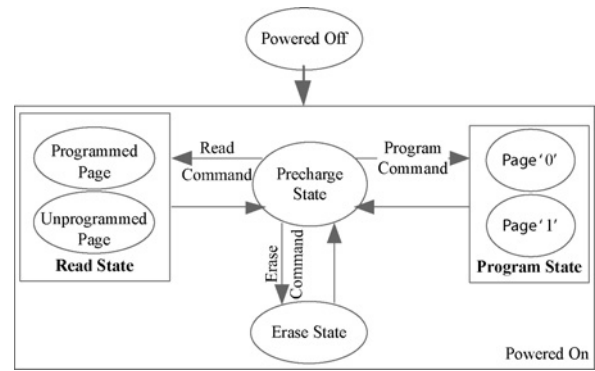 Powered Off
Read
Command
Program
Command
Programmed
Page
Unprogrammed
Page
Read State
Precharge
State
Page '0'
Page '1'
Program State
Erase
Command
Erase State
Powered On